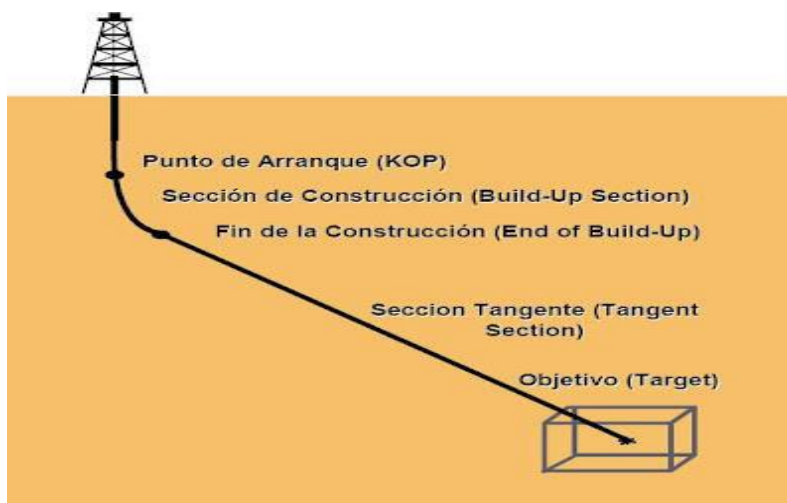 Punto de Arranque (KOP)
Sección de Construcción (Build-Up Section)
Fin de la Construcción (End of Build-Up)
Seccion Tangente (Tangent
Section)
Objetivo (Target)